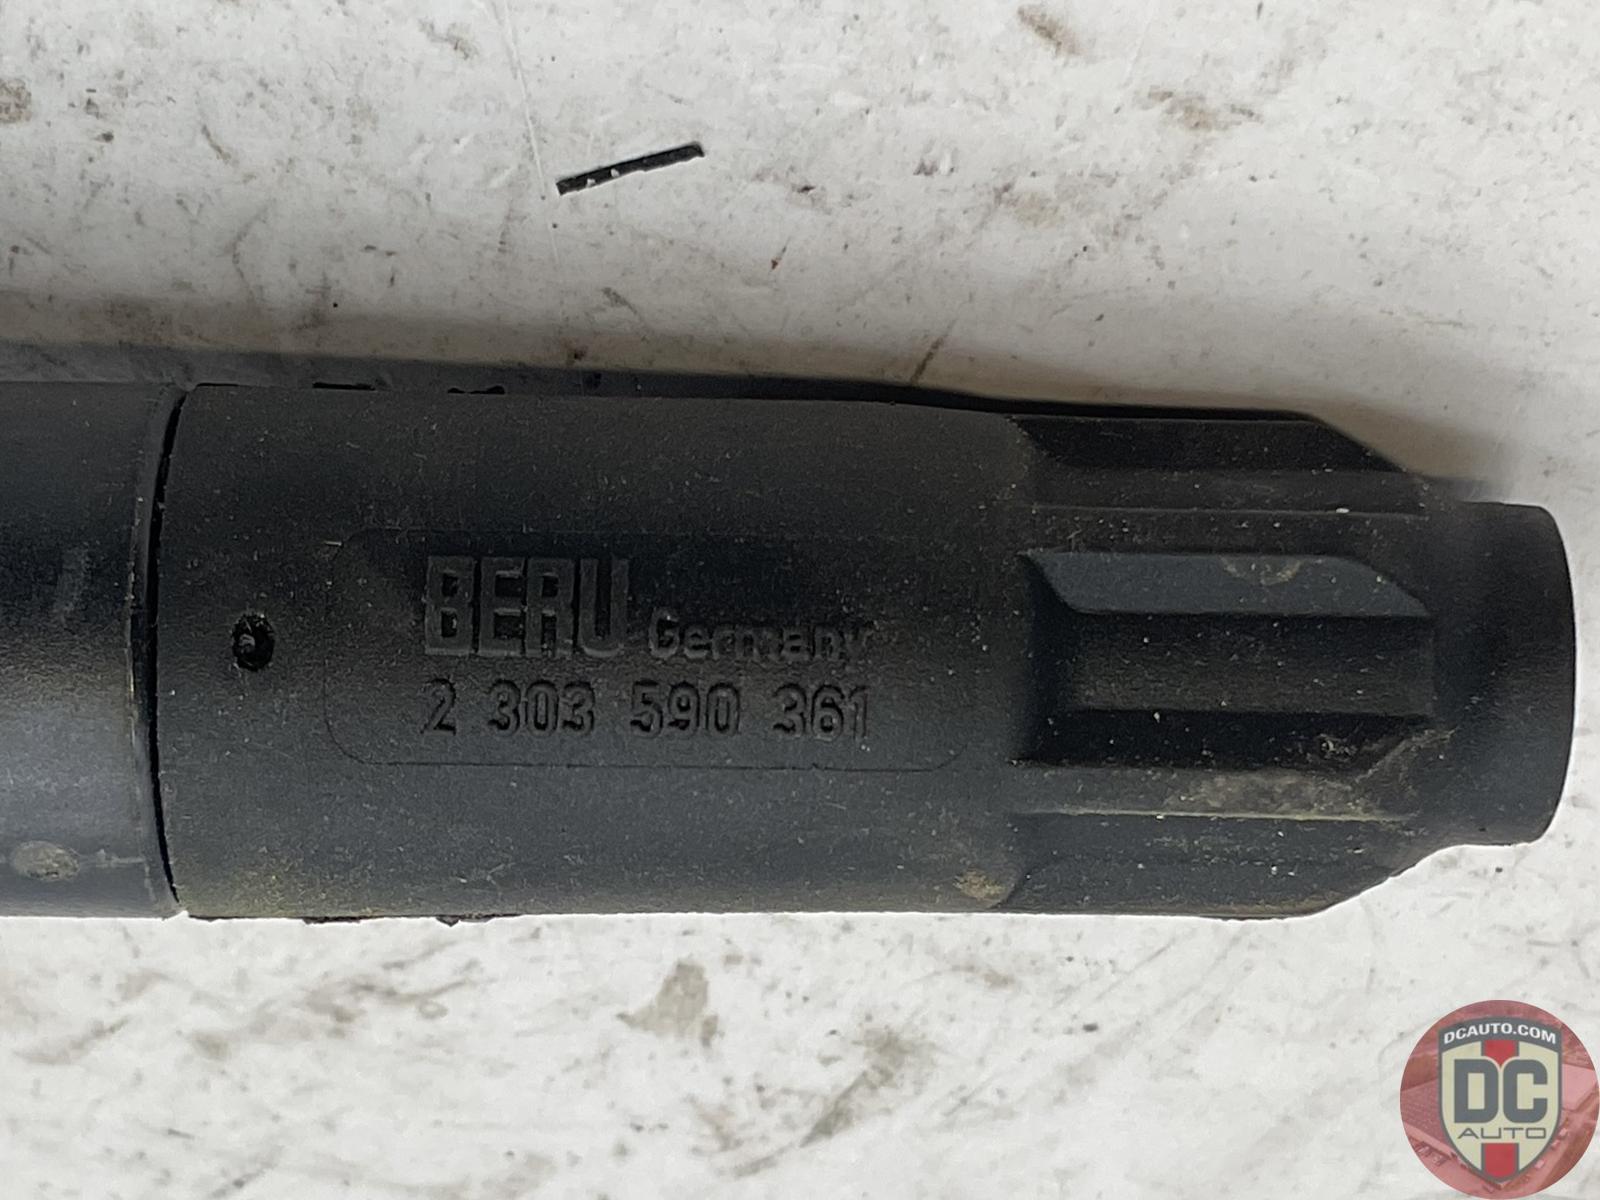 BERU Germany
2 303 590 361
DCAUTO.COM
DC
AUTO